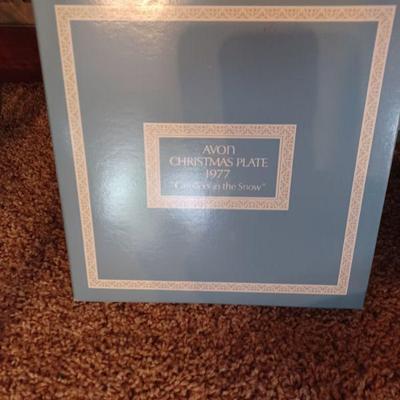 AVON
CHRISTMAS PLATE
1977
"Carollers in the Snow"